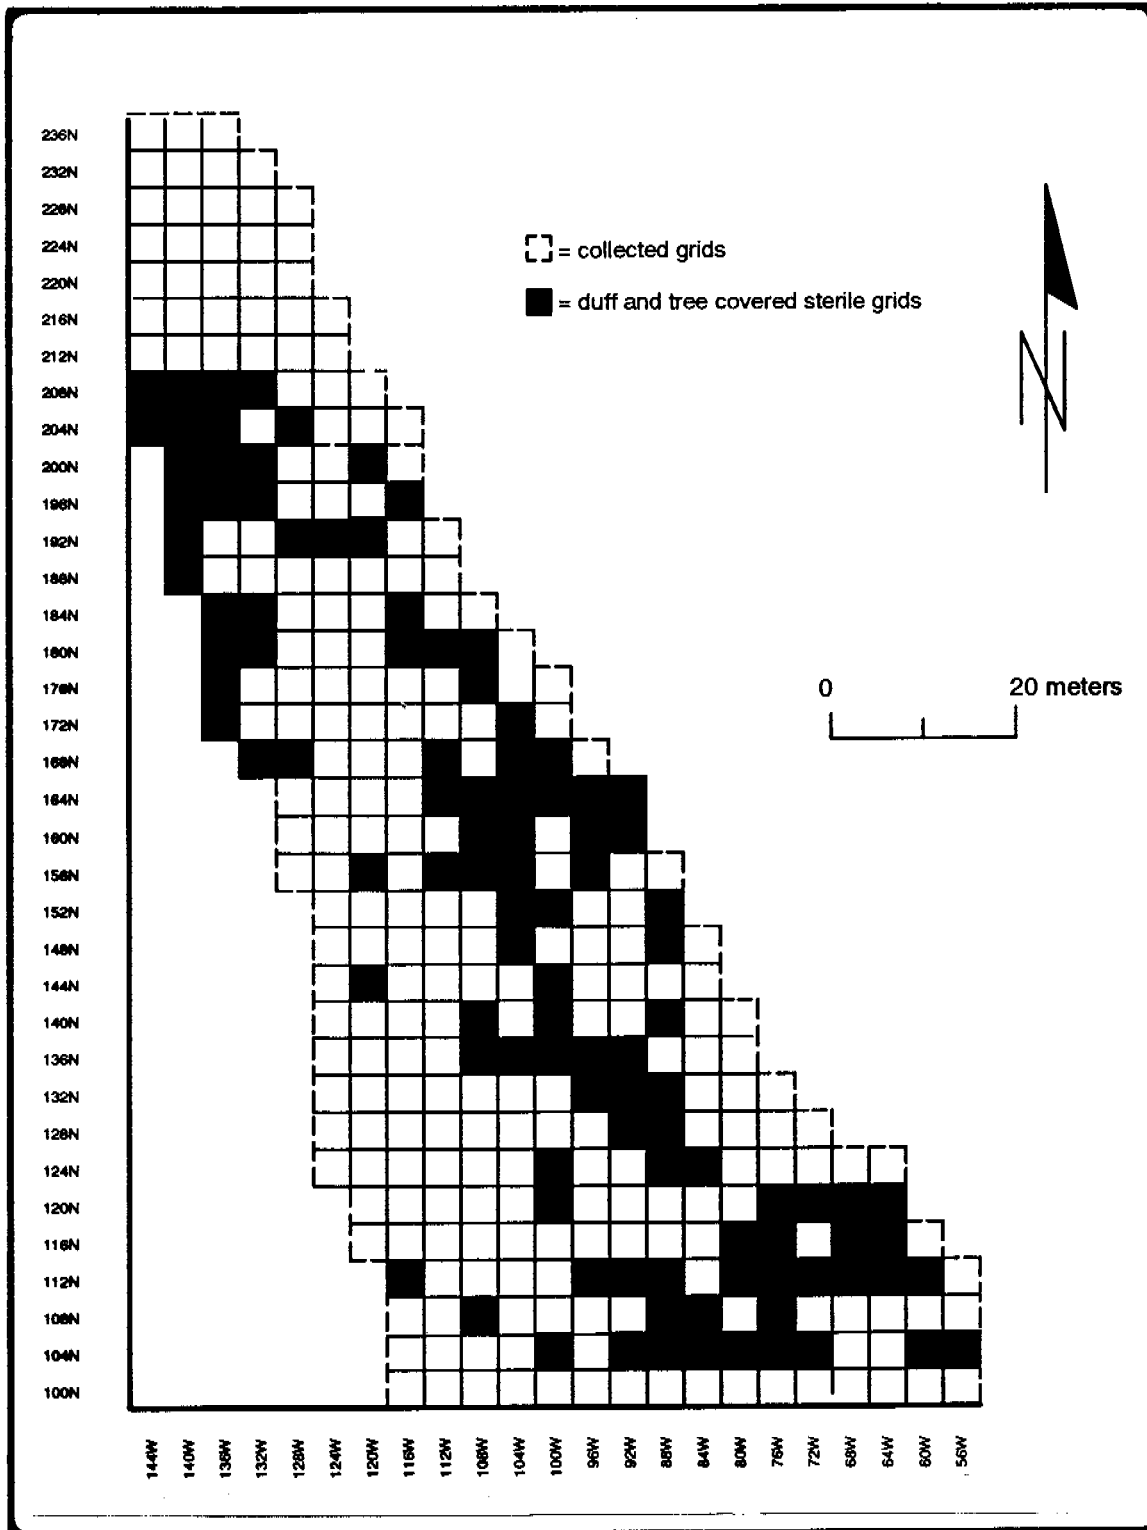 236N
232N
228N
= collected grids
224N
220N
= duff and tree covered sterile grids
216N
212N
208N
N
204N
200N
196N
192N
188N
184N
180N
0 20 meters
176N
172N
168N
164N
160N
156N
152N
148N
144N
140N
136N
132N
128N
124N
120N
116N
112N
108N
104N
100N
144W 140W 136W 132W 128W 124W 120W 116W 112W 108W 104W 100W 96W 92W 88W 84W 80W 76W 72W 68W 64W 60W 56W